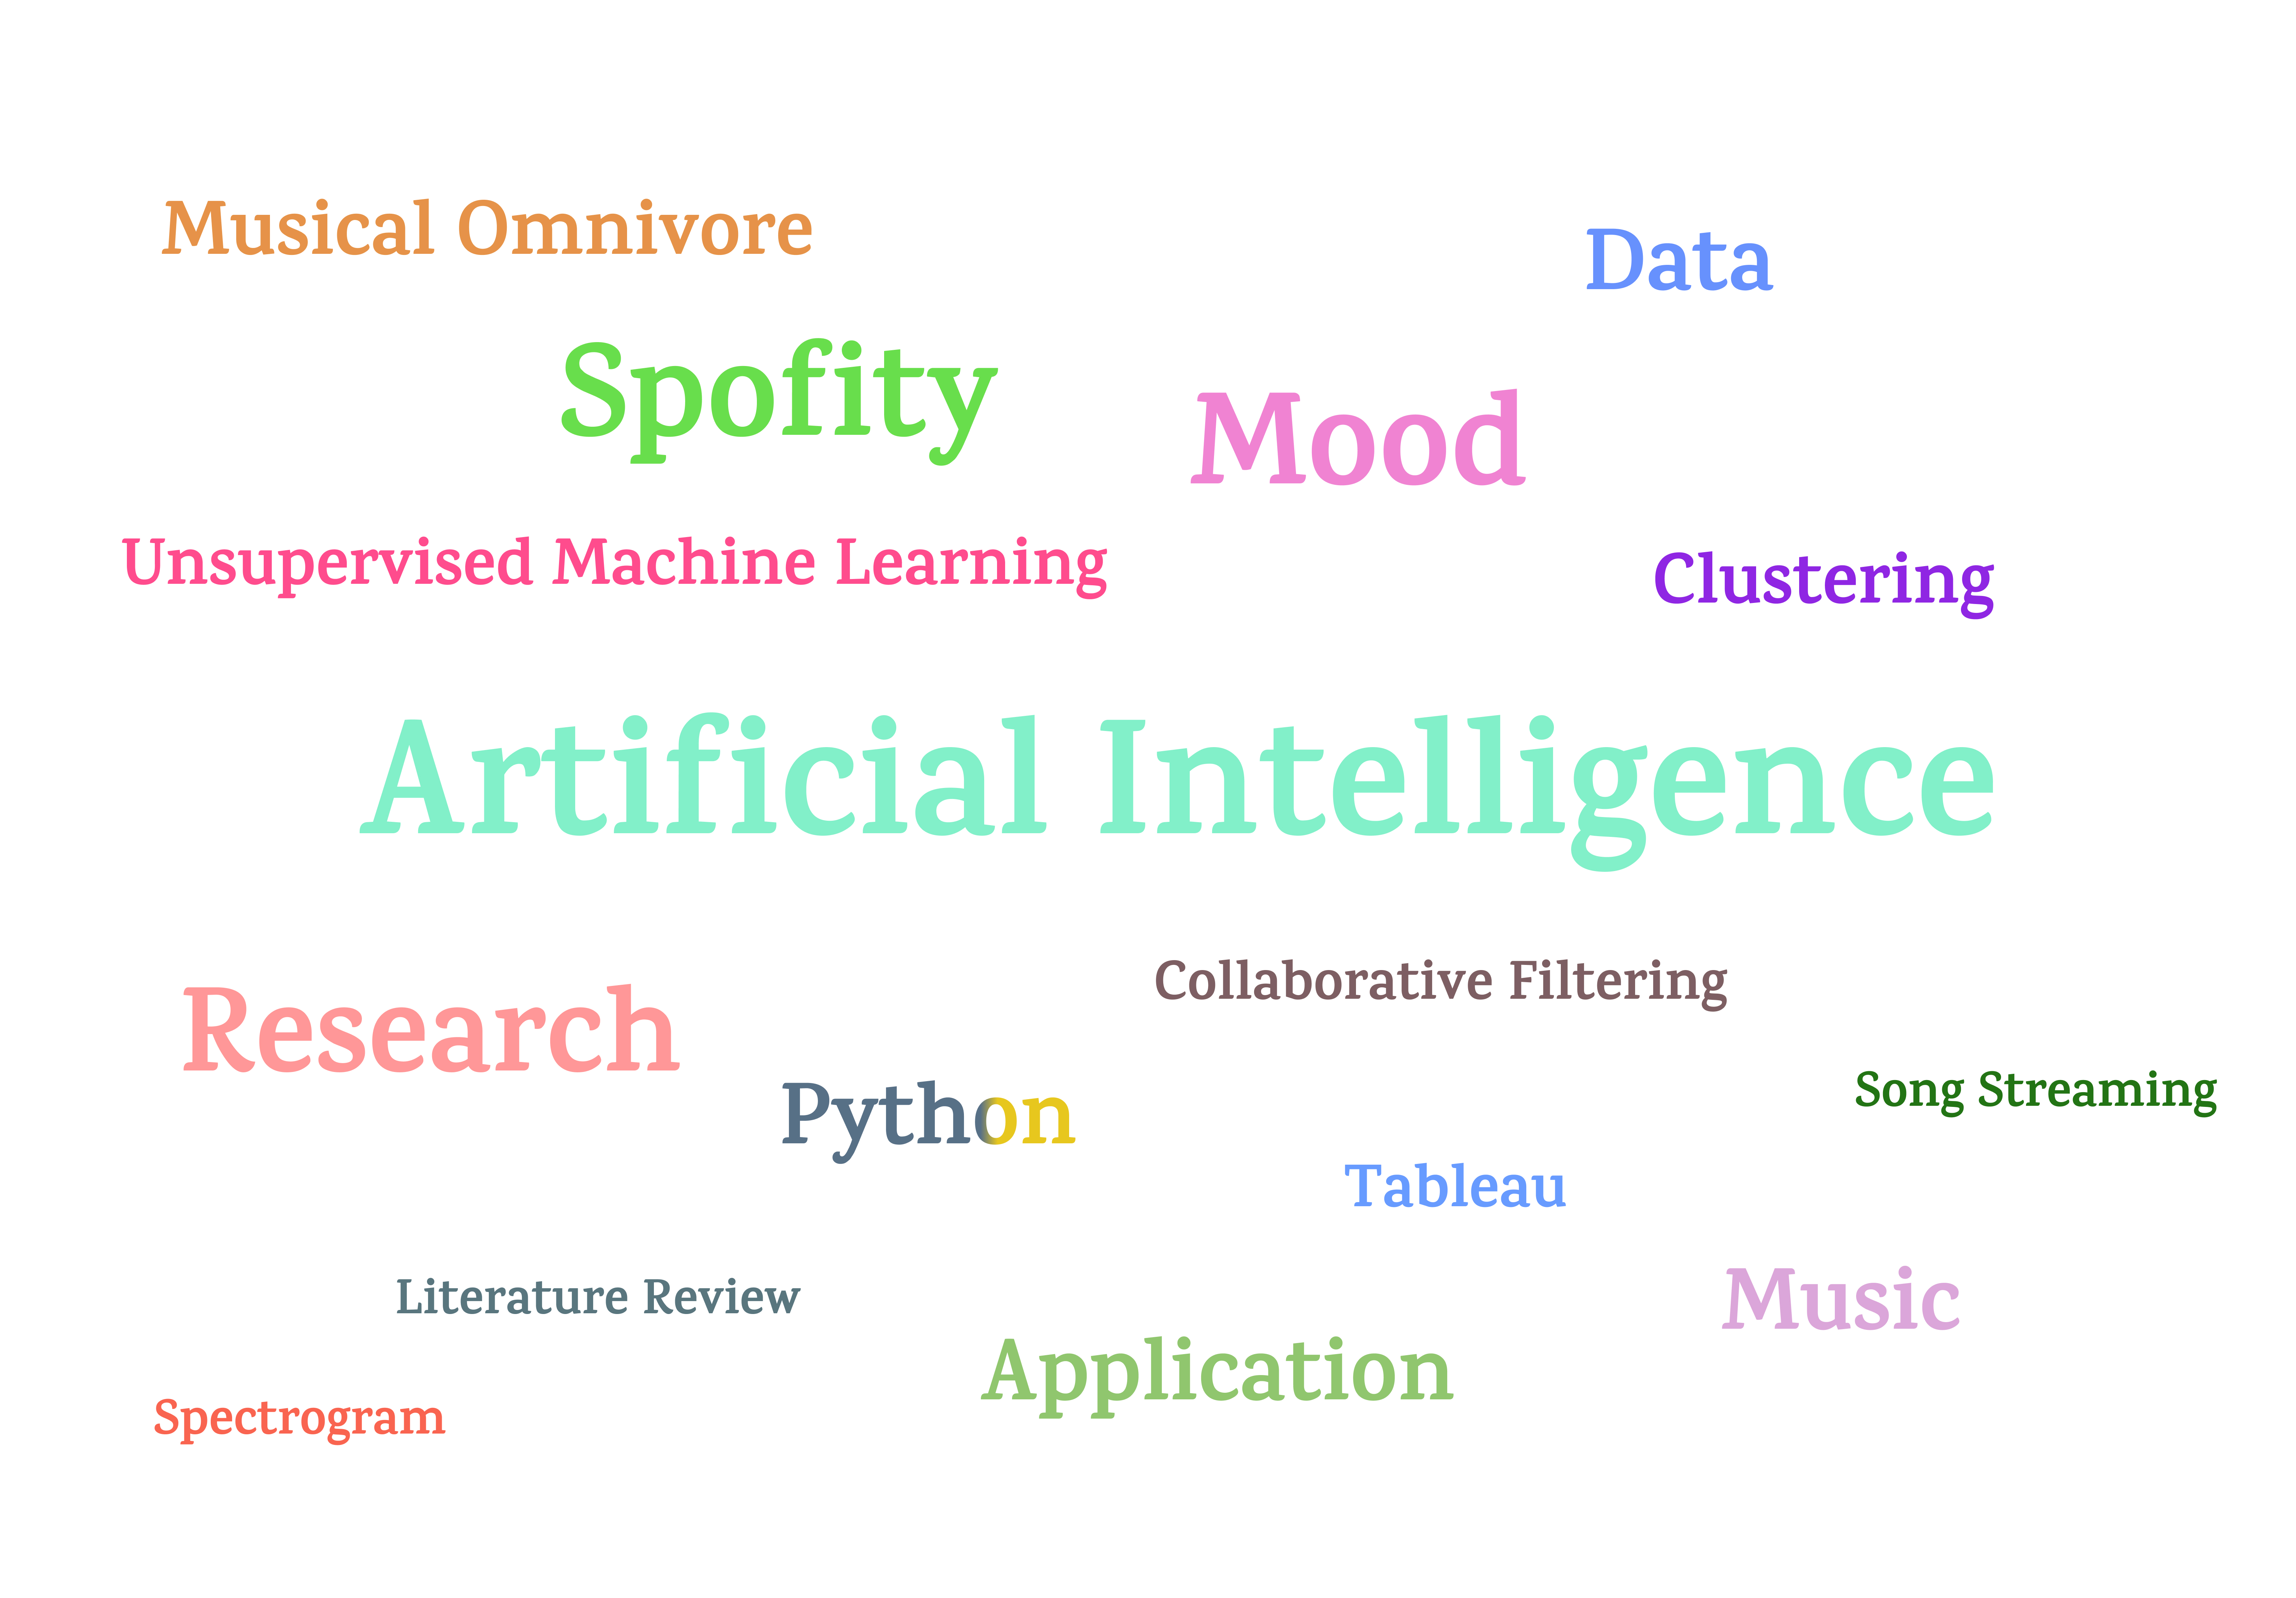 Musical Omnivore
Data
Spofity
Mood
Unsupervised Machine Learning
Clustering
Artificial Intelligence
Collaborative Filtering
Research
Song Streaming
Python
Tableau
Literature Review
Music
Application
Spectrogram